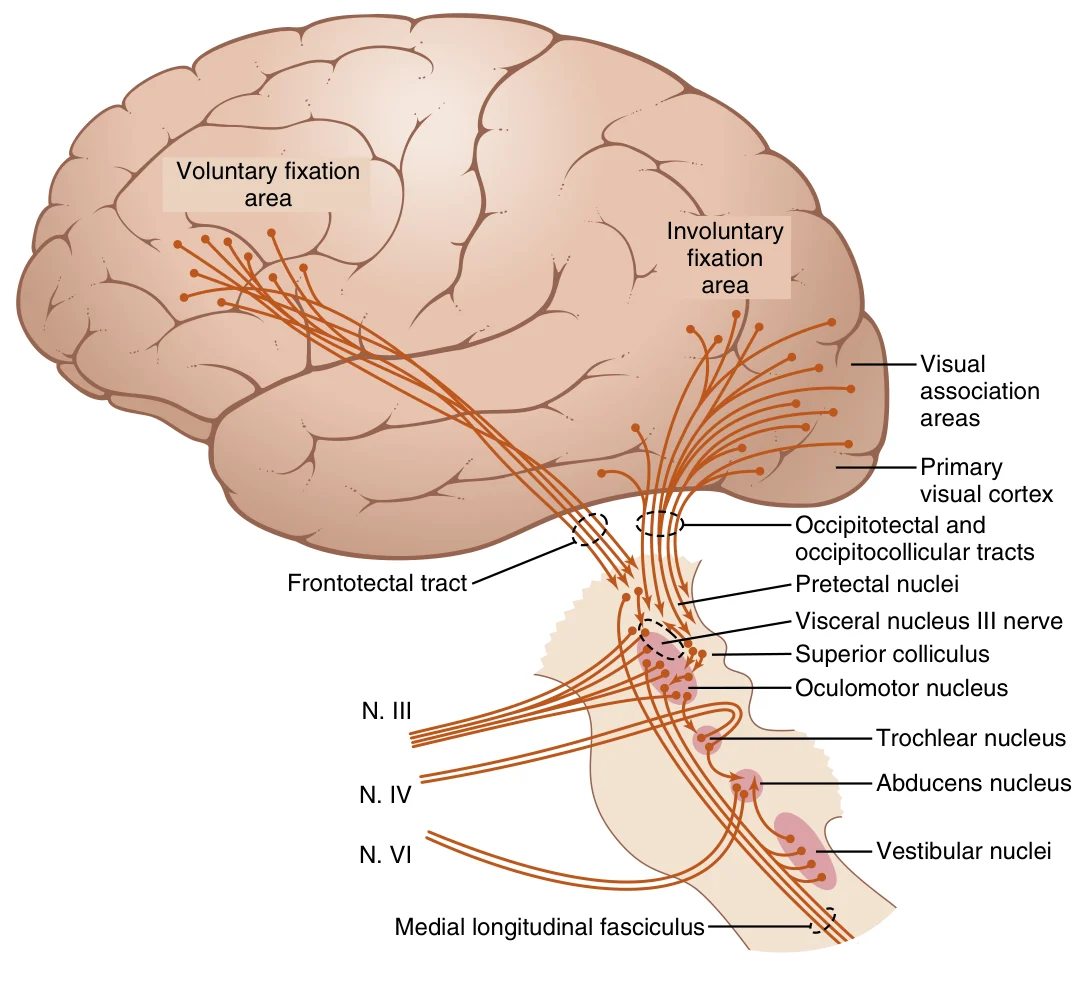 Voluntary fixation
area
Involuntary
fixation
area
Visual
association
areas
Primary
visual cortex
Occipitotectal and
occipitocollicular tracts
Frontotectal tract
Pretectal nuclei
Visceral nucleus III nerve
Superior colliculus
Oculomotor nucleus
N. III
Trochlear nucleus
Abducens nucleus
N. IV
N. VI
Vestibular nuclei
Medial longitudinal fasciculus